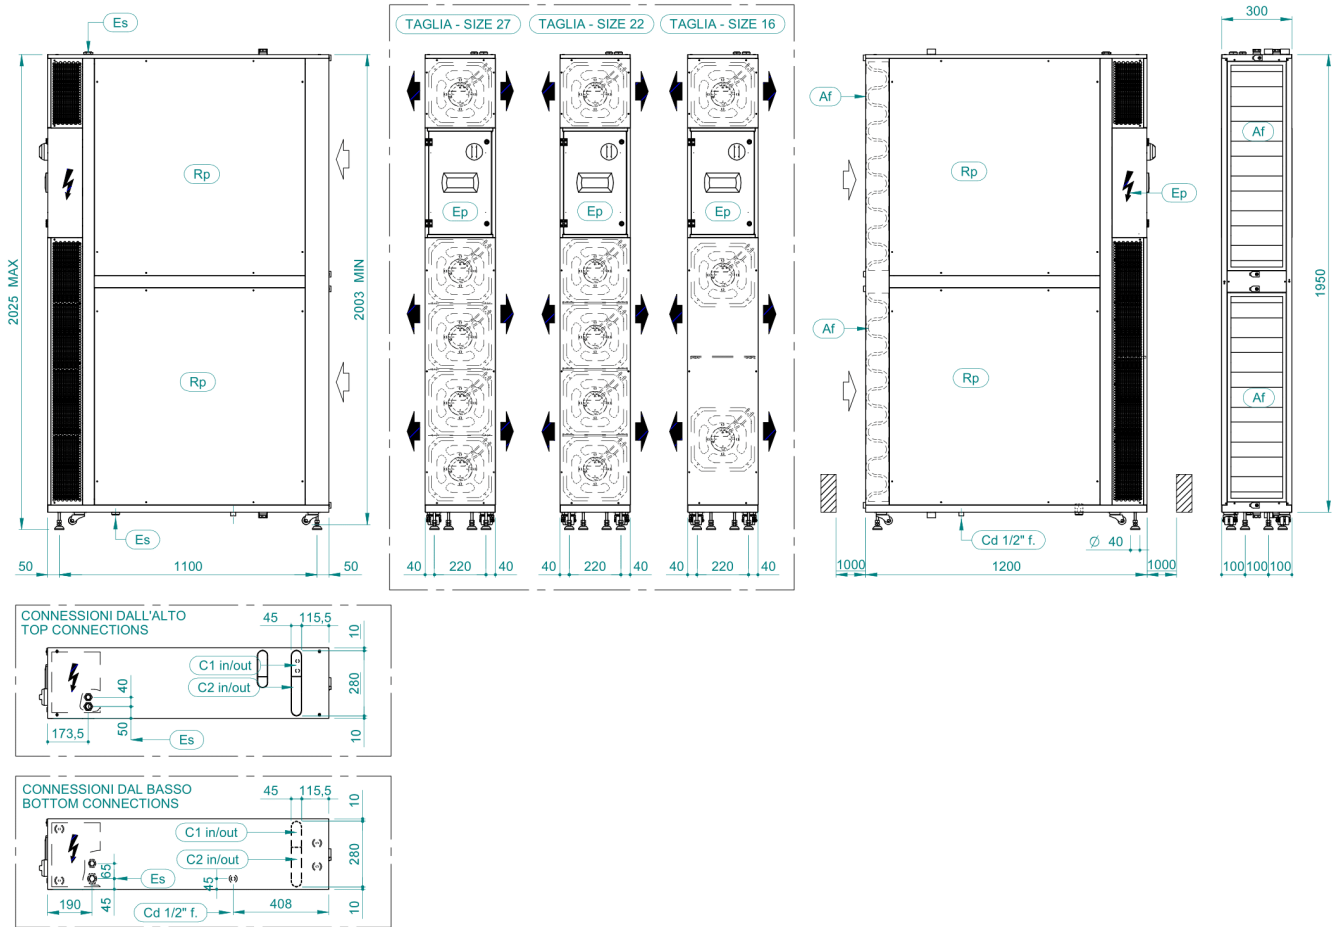 Es
TAGLIA - SIZE 27
TAGLIA - SIZE 22
TAGLIA - SIZE 16
300
Af
Af
Rp
Rp
Ep
Ep
Ep
Ep
2025 MAX
2003 MIN
1950
Af
Rp
Af
Rp
Af
Es
Cd 1/2" f.
Ø 40
50
1100
50
40
220
40
40
220
40
40
220
40
1000
1200
1000
100
100
100
CONNESSIONI DALL'ALTO
TOP CONNECTIONS
45
115,5
10
C1 in/out
C2 in/out
280
40
50
10
173,5
Es
CONNESSIONI DAL BASSO
BOTTOM CONNECTIONS
45
115,5
10
C1 in/out
C2 in/out
280
65
Es
45
45
10
190
Cd 1/2" f.
408